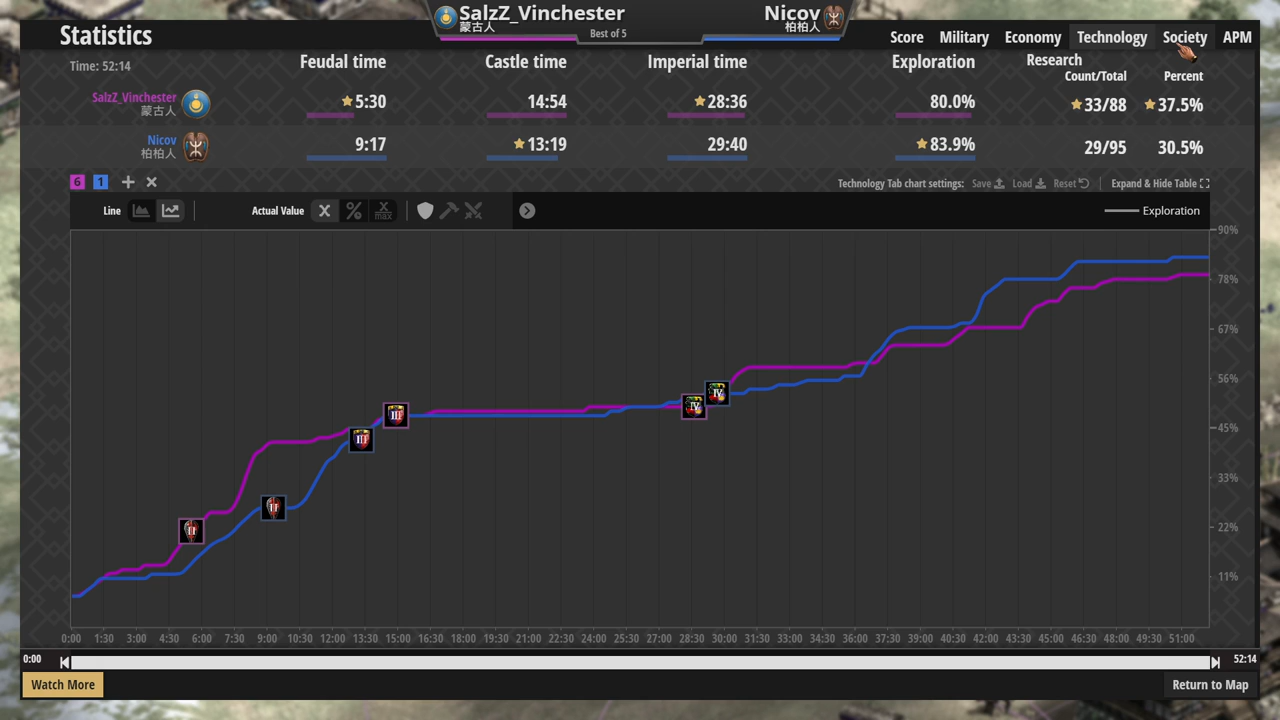 SalzZ_Vinchester
蒙古人
Best of 5
Nicov
柏柏人
Statistics
Score Military Economy Technology Society APM
Time: 52:14
Feudal time Castle time Imperial time Exploration Research
Count/Total Percent
SalzZ_Vinchester
蒙古人
5:30 14:54 28:36 80.0% 33/88 37.5%
Nicov
柏柏人
9:17 13:19 29:40 83.9% 29/95 30.5%
6 1
Technology Tab chart settings: Save Load Reset Expand & Hide Table
Line Actual Value X % X max
Exploration
90%
78%
67%
56%
45%
33%
22%
11%
II II III III IV IV
0:00 1:30 3:00 4:30 6:00 7:30 9:00 10:30 12:00 13:30 15:00 16:30 18:00 19:30 21:00 22:30 24:00 25:30 27:00 28:30 30:00 31:30 33:00 34:30 36:00 37:30 39:00 40:30 42:00 43:30 45:00 46:30 48:00 49:30 51:00
0:00 52:14
Watch More Return to Map